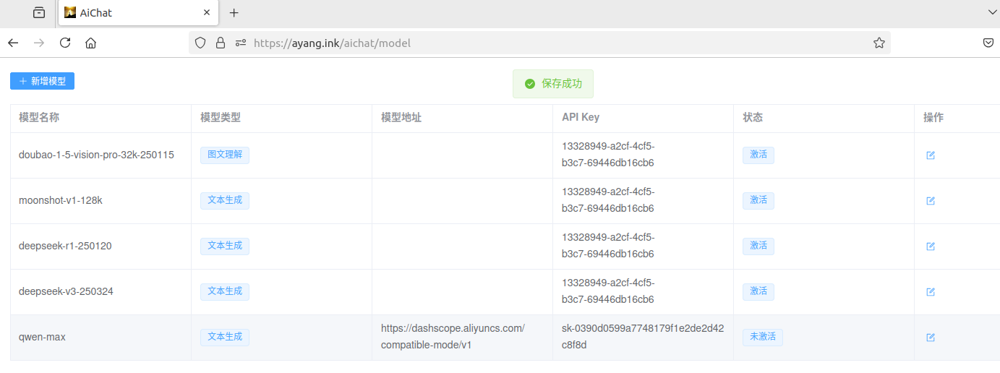 AiChat
https://ayang.ink/aichat/model
新增模型
保存成功
模型名称 模型类型 模型地址 API Key 状态 操作
doubao-1-5-vision-pro-32k-250115 图文理解 13328949-a2cf-4cf5-
b3c7-69446db16cb6 激活
moonshot-v1-128k 文本生成 13328949-a2cf-4cf5-
b3c7-69446db16cb6 激活
deepseek-r1-250120 文本生成 13328949-a2cf-4cf5-
b3c7-69446db16cb6 激活
deepseek-v3-250324 文本生成 13328949-a2cf-4cf5-
b3c7-69446db16cb6 激活
qwen-max 文本生成 https://dashscope.aliyuncs.com/
compatible-mode/v1 sk-0390d0599a7748179f1e2de2d42
c8f8d 未激活